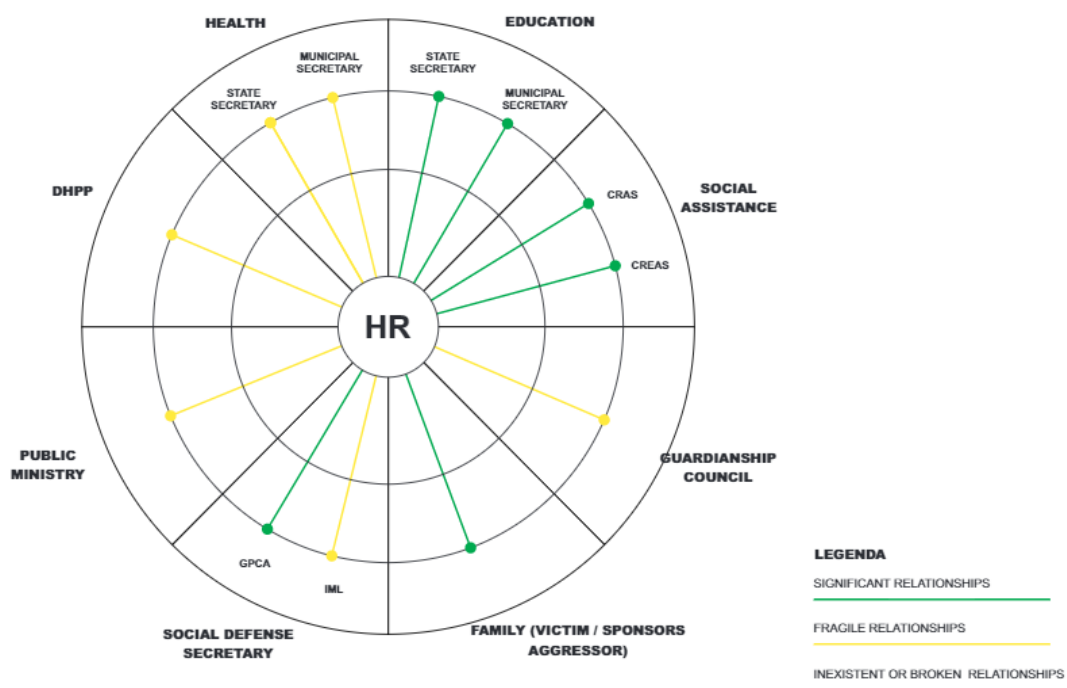 HEALTH
EDUCATION
MUNICIPAL
SECRETARY
STATE
SECRETARY
STATE
SECRETARY
MUNICIPAL
SECRETARY
DHPP
CRAS
SOCIAL
ASSISTANCE
CREAS
HR
PUBLIC
MINISTRY
GUARDIANSHIP
COUNCIL
GPCA
IML
SOCIAL DEFENSE
SECRETARY
FAMILY (VICTIM / SPONSORS
AGGRESSOR)
LEGENDA
SIGNIFICANT RELATIONSHIPS
FRAGILE RELATIONSHIPS
INEXISTENT OR BROKEN RELATIONSHIPS